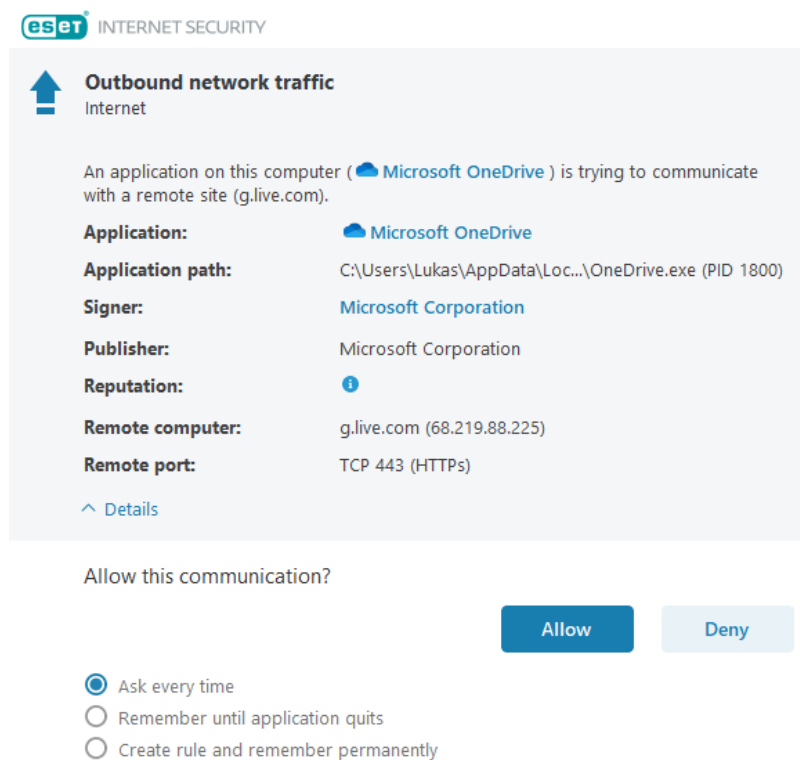 eset INTERNET SECURITY
Outbound network traffic
Internet
An application on this computer ( Microsoft OneDrive ) is trying to communicate
with a remote site (g.live.com).
Application: Microsoft OneDrive
Application path: C:\Users\Lukas\AppData\Loc...\OneDrive.exe (PID 1800)
Signer: Microsoft Corporation
Publisher: Microsoft Corporation
Reputation:
Remote computer: g.live.com (68.219.88.225)
Remote port: TCP 443 (HTTPs)
Details
Allow this communication?
Allow Deny
Ask every time
Remember until application quits
Create rule and remember permanently